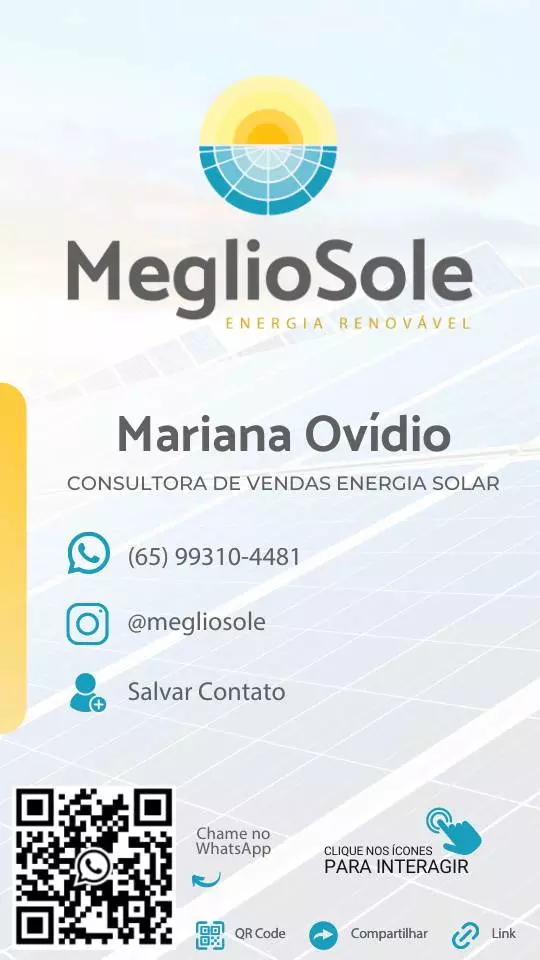 MeglioSole
ENERGIA RENOVÁVEL
Mariana Ovídio
CONSULTORA DE VENDAS ENERGIA SOLAR
(65) 99310-4481
@megliosole
Salvar Contato
Chame no
WhatsApp
CLIQUE NOS ÍCONES
PARA INTERAGIR
QR Code
Compartilhar
Link